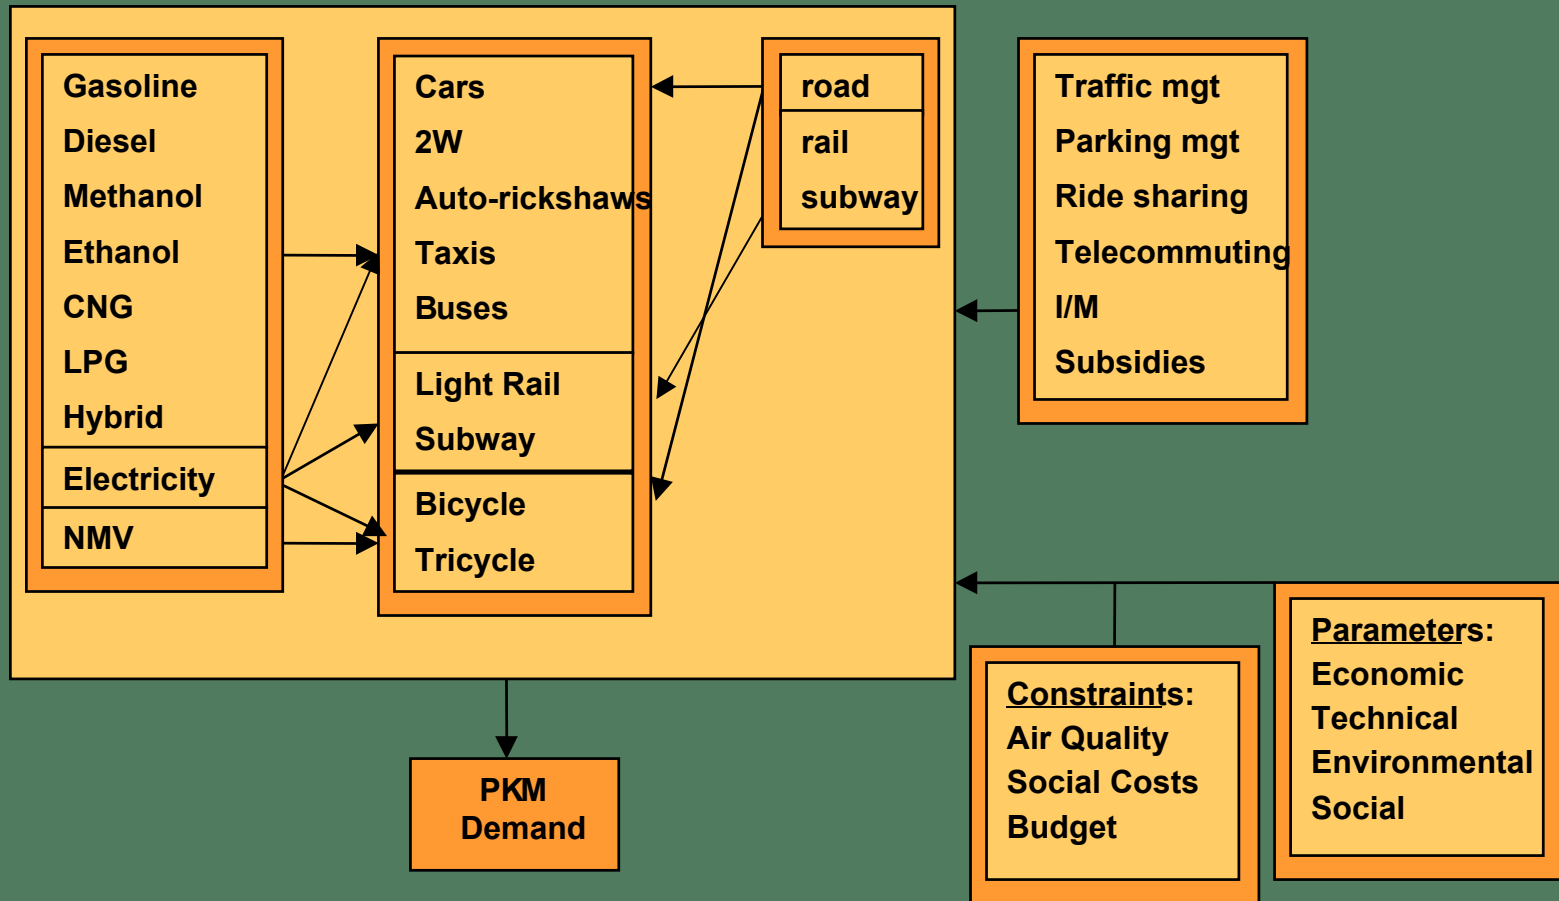 Gasoline
Diesel
Methanol
Ethanol
CNG
LPG
Hybrid
Electricity
NMV
Cars
2W
Auto-rickshaws
Taxis
Buses
Light Rail
Subway
Bicycle
Tricycle
road
rail
subway
Traffic mgt
Parking mgt
Ride sharing
Telecommuting
I/M
Subsidies
PKM
Demand
Constraints:
Air Quality
Social Costs
Budget
Parameters:
Economic
Technical
Environmental
Social